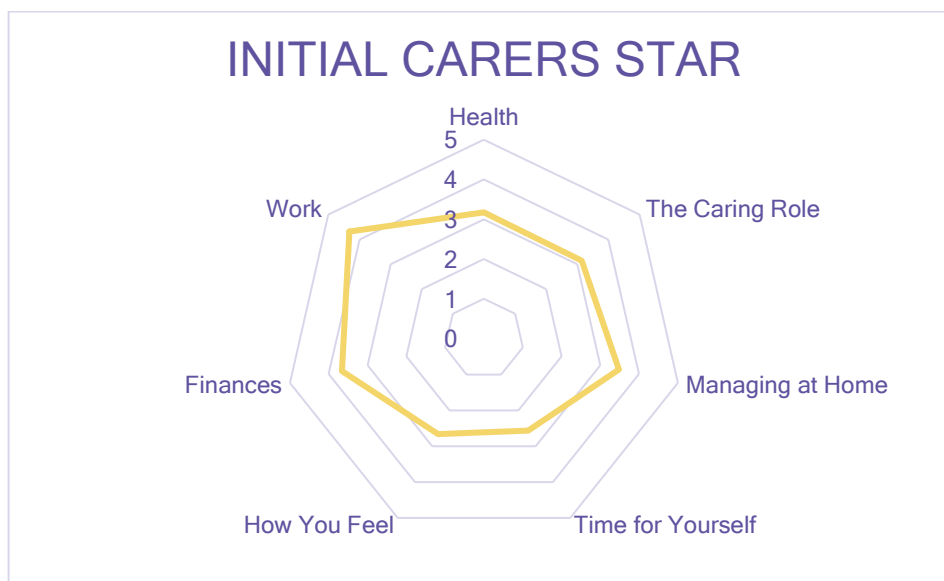 INITIAL CARERS STAR
Health
5
4
3
2
1
0
Work
The Caring Role
Finances
Managing at Home
How You Feel
Time for Yourself